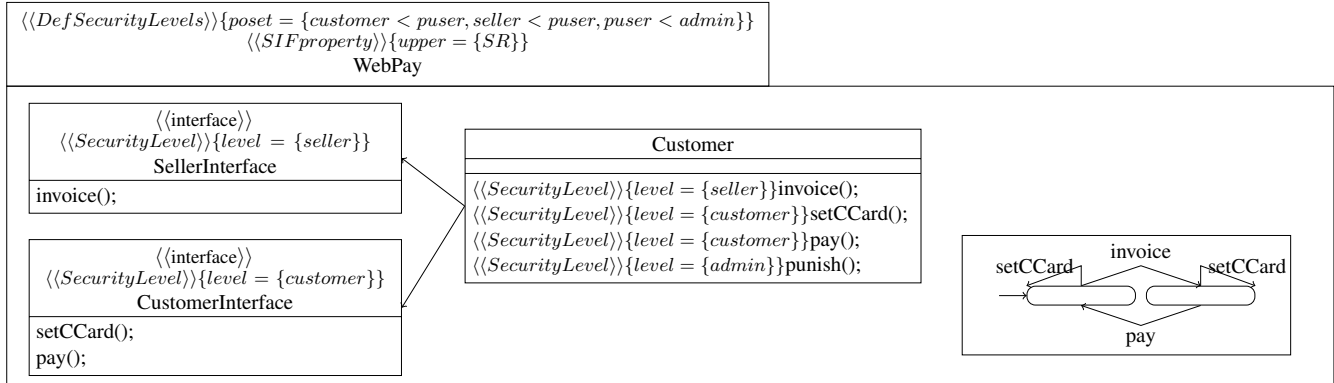 ⟨⟨DefSecurityLevels⟩⟩{poset = {customer < puser, seller < puser, puser < admin}}
⟨⟨SIFproperty⟩⟩{upper = {SR}}
WebPay
⟨⟨interface⟩⟩
⟨⟨SecurityLevel⟩⟩{level = {seller}}
SellerInterface
invoice();
⟨⟨interface⟩⟩
⟨⟨SecurityLevel⟩⟩{level = {customer}}
CustomerInterface
setCCard();
pay();
Customer
⟨⟨SecurityLevel⟩⟩{level = {seller}}invoice();
⟨⟨SecurityLevel⟩⟩{level = {customer}}setCCard();
⟨⟨SecurityLevel⟩⟩{level = {customer}}pay();
⟨⟨SecurityLevel⟩⟩{level = {admin}}punish();
invoice
setCCard
setCCard
pay